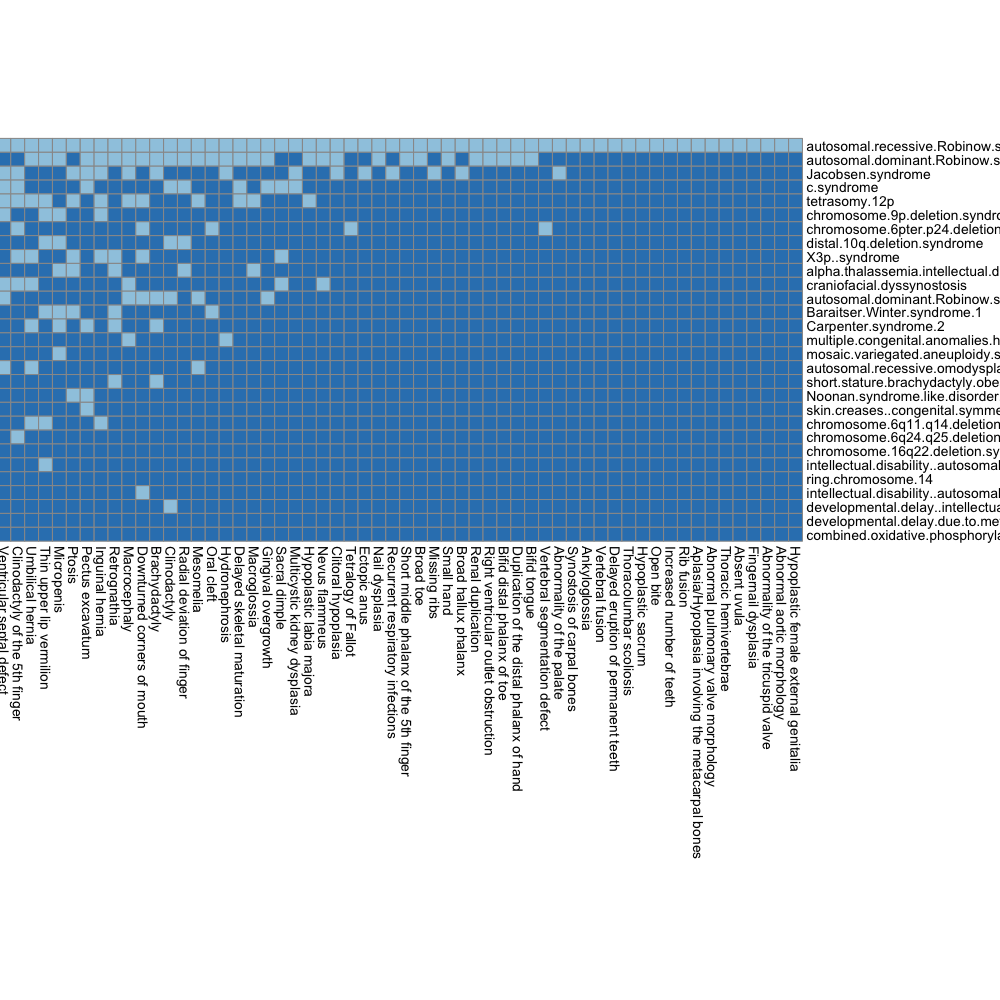 autosomal.recessive.Robinow.s
autosomal.dominant.Robinow.s
Jacobsen.syndrome
c.syndrome
tetrasomy.12p
chromosome.9p.deletion.syndro
chromosome.6pter.p24.deletion
distal.10q.deletion.syndrome
X3p..syndrome
alpha.thalassemia.intellectual.d
craniofacial.dyssynostosis
autosomal.dominant.Robinow.s
Baraitser.Winter.syndrome.1
Carpenter.syndrome.2
multiple.congenital.anomalies.h
mosaic.variegated.aneuploidy.s
autosomal.recessive.omodyspla
short.stature.brachydactyly.obe
Noonan.syndrome.like.disorder
skin.creases..congenital.symme
chromosome.6q11.q14.deletion
chromosome.6q24.q25.deletion
chromosome.16q22.deletion.sy
intellectual.disability..autosomal
ring.chromosome.14
intellectual.disability..autosomal
developmental.delay..intellectua
developmental.delay.due.to.met
combined.oxidative.phosphoryla
Ventricular septal defect
Clinodactyly of the 5th finger
Umbilical hernia
Thin upper lip vermilion
Micropenis
Ptosis
Pectus excavatum
Inguinal hernia
Retrognathia
Macrocephaly
Downturned corners of mouth
Brachydactyly
Clinodactyly
Radial deviation of finger
Mesomelia
Oral cleft
Hydronephrosis
Delayed skeletal maturation
Macroglossia
Gingival overgrowth
Sacral dimple
Multicystic kidney dysplasia
Hypoplastic labia majora
Nevus flammeus
Clitoral hypoplasia
Tetralogy of Fallot
Ectopic anus
Nail dysplasia
Recurrent respiratory infections
Short middle phalanx of the 5th finger
Broad toe
Missing ribs
Small hand
Broad hallux phalanx
Renal duplication
Right ventricular outlet obstruction
Bifid distal phalanx of toe
Duplication of the distal phalanx of hand
Bifid tongue
Vertebral segmentation defect
Abnormality of the palate
Synostosis of carpal bones
Ankyloglossia
Vertebral fusion
Delayed eruption of permanent teeth
Thoracolumbar scoliosis
Hypoplastic sacrum
Open bite
Increased number of teeth
Rib fusion
Aplasia/Hypoplasia involving the metacarpal bones
Abnormal pulmonary valve morphology
Thoracic hemivertebrae
Absent uvula
Fingernail dysplasia
Abnormality of the tricuspid valve
Abnormal aortic morphology
Hypoplastic female external genitalia